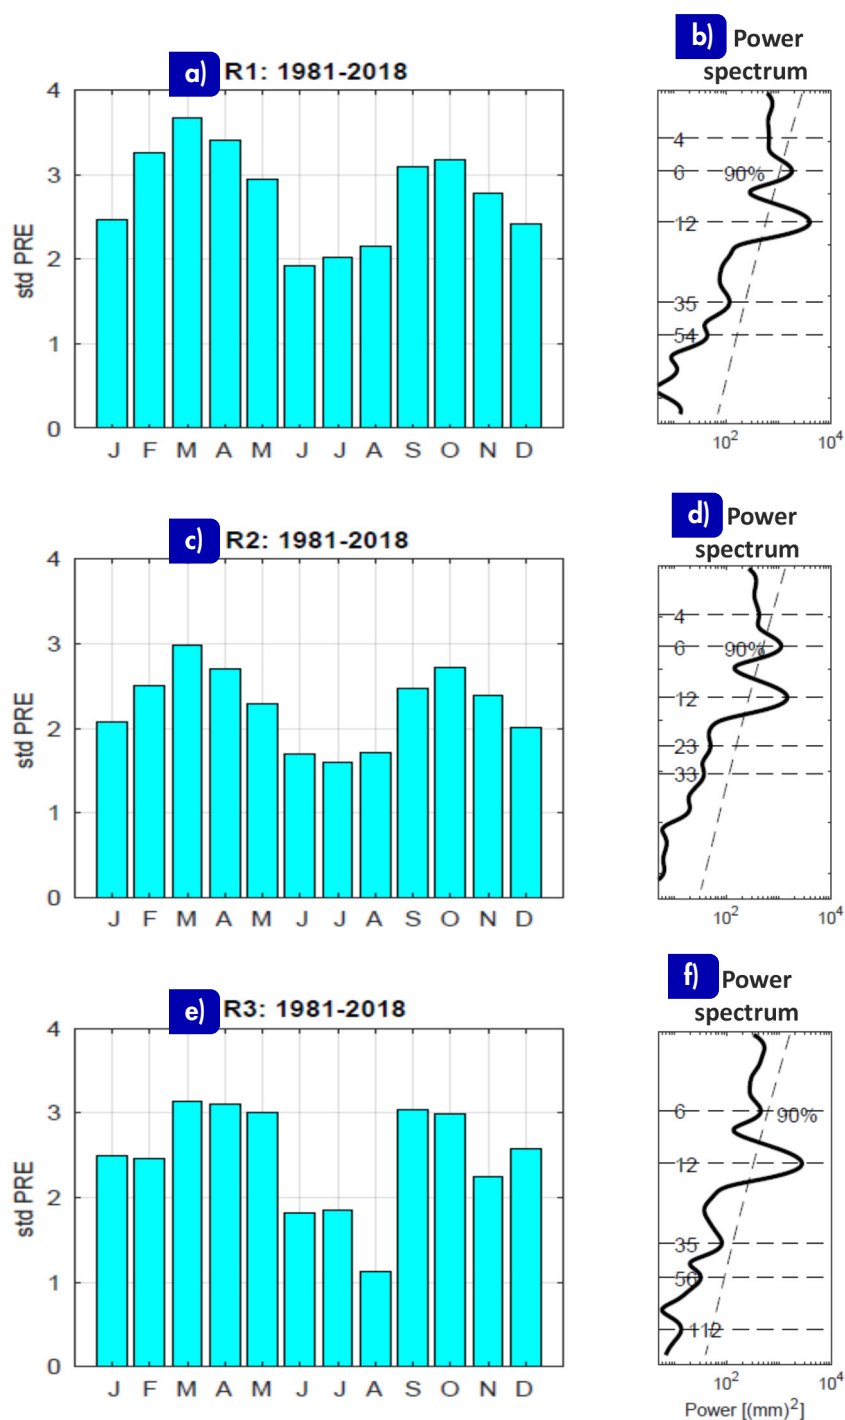 a) R1: 1981-2018
4
3
2
1
0
std PRE
J F M A M J J A S O N D
b) Power
spectrum
4
6 90%
12
35
54
10² 10⁴
c) R2: 1981-2018
4
3
2
1
0
std PRE
J F M A M J J A S O N D
d) Power
spectrum
4
6 90%
12
23
33
10² 10⁴
e) R3: 1981-2018
4
3
2
1
0
std PRE
J F M A M J J A S O N D
f) Power
spectrum
6 90%
12
35
56
112
10² 10⁴
Power [(mm)²]